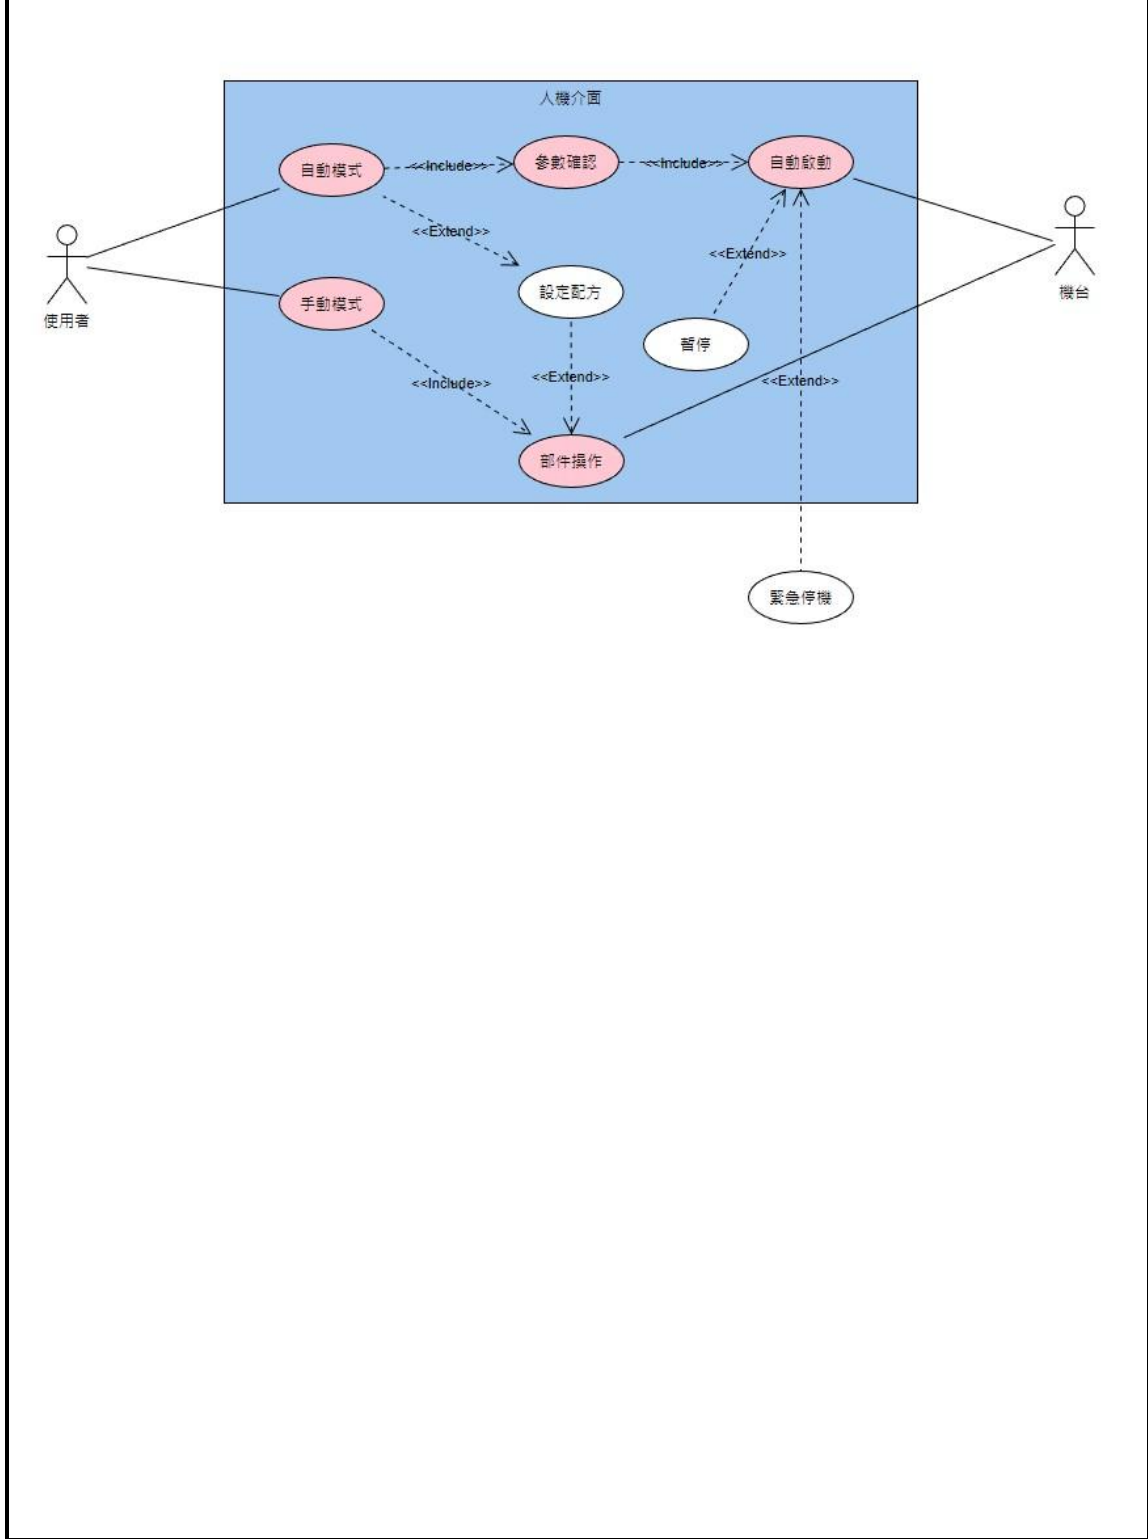 人機介面
自動模式
<<Include>>
參數確認
<<Include>>
自動啟動
<<Extend>>
<<Extend>>
使用者
手動模式
設定配方
機台
暫停
<<Include>>
<<Extend>>
<<Extend>>
部件操作
緊急停機